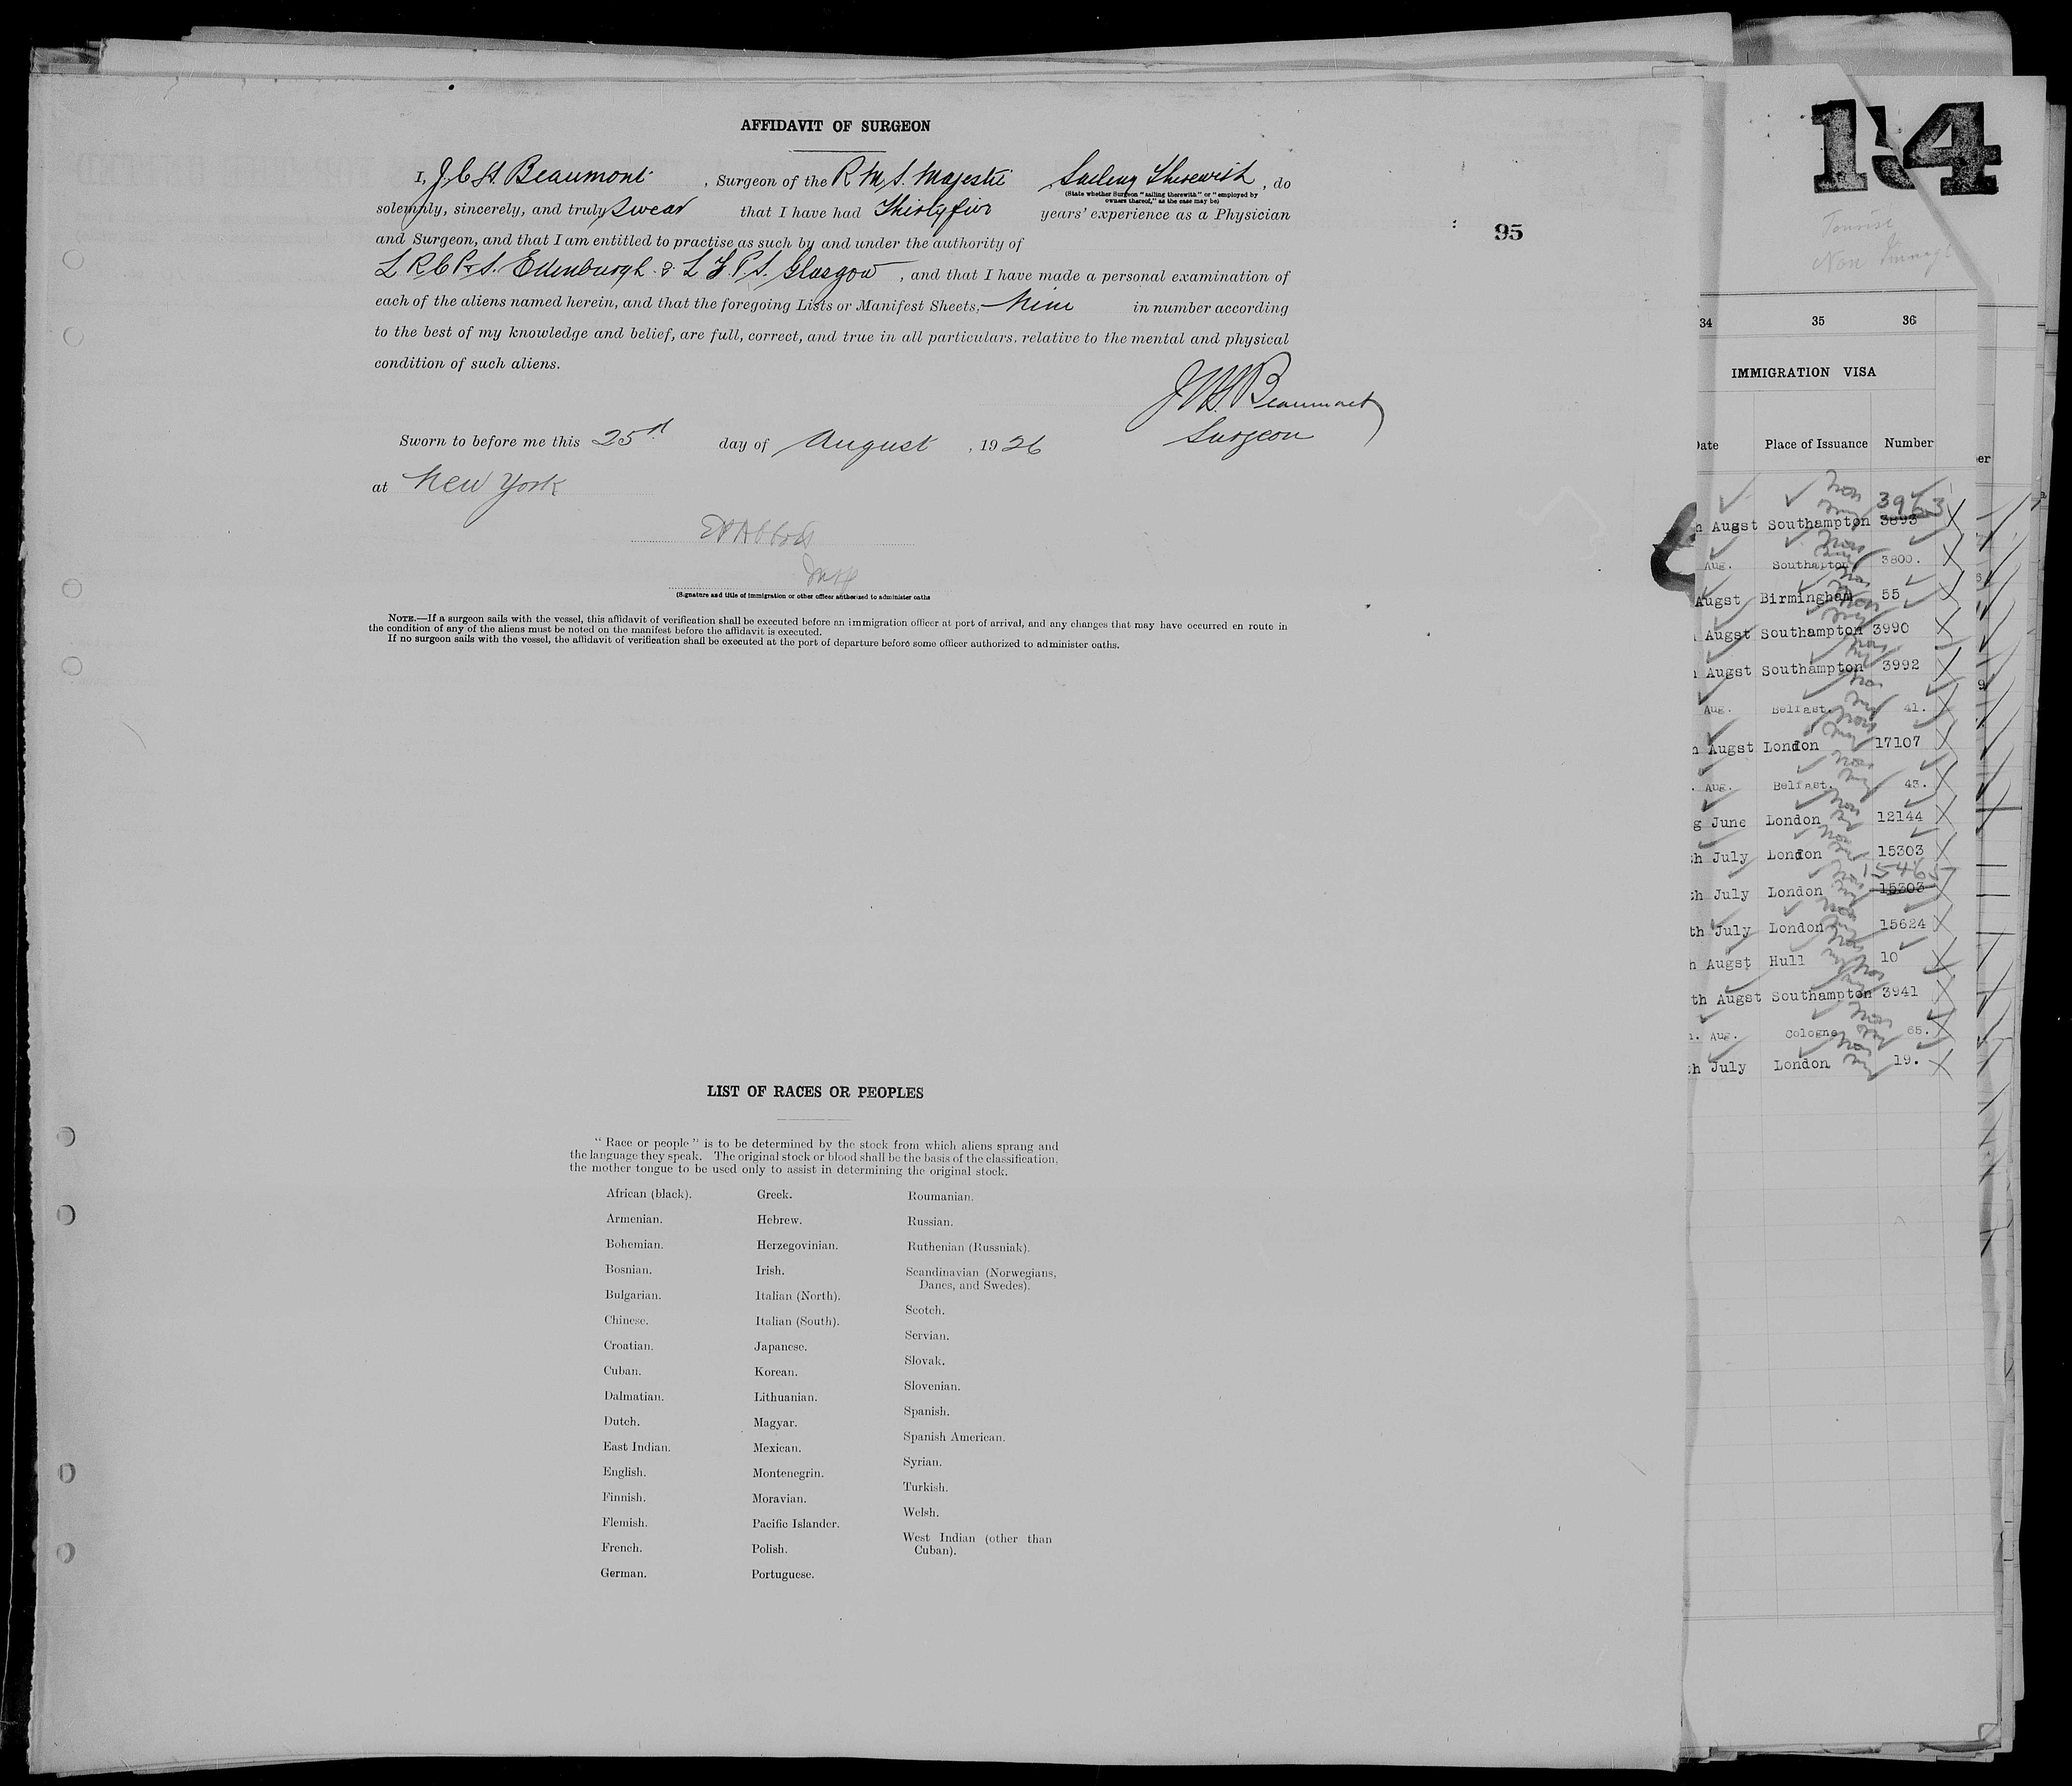 AFFIDAVIT OF SURGEON
I, J.C.H. Beaumont , Surgeon of the R.M.S. Majestic Sailing Therewith , do
(State whether Surgeon "sailing therewith" or "employed by
owners thereof," as the case may be)
solemnly, sincerely, and truly swear that I have had Thirty five years' experience as a Physician
and Surgeon, and that I am entitled to practise as such by and under the authority of
L.R.C.P. & S. Edinburgh & L.F.P.S. Glasgow , and that I have made a personal examination of
each of the aliens named herein, and that the foregoing Lists or Manifest Sheets, Nine in number according
to the best of my knowledge and belief, are full, correct, and true in all particulars, relative to the mental and physical
condition of such aliens.
J.C.H. Beaumont
Surgeon
Sworn to before me this 25th day of August , 1926
at New York
(Signature and title of immigration or other officer authorized to administer oaths
NOTE.—If a surgeon sails with the vessel, this affidavit of verification shall be executed before an immigration officer at port of arrival, and any changes that may have occurred en route in
the condition of any of the aliens must be noted on the manifest before the affidavit is executed.
If no surgeon sails with the vessel, the affidavit of verification shall be executed at the port of departure before some officer authorized to administer oaths.
95
LIST OF RACES OR PEOPLES
"Race or people" is to be determined by the stock from which aliens sprang and
the language they speak. The original stock or blood shall be the basis of the classification,
the mother tongue to be used only to assist in determining the original stock.
African (black).
Armenian.
Bohemian.
Bosnian.
Bulgarian.
Chinese.
Croatian.
Cuban.
Dalmatian.
Dutch.
East Indian.
English.
Finnish.
Flemish.
French.
German.
Greek.
Hebrew.
Herzegovinian.
Irish.
Italian (North).
Italian (South).
Japanese.
Korean.
Lithuanian.
Magyar.
Mexican.
Montenegrin.
Moravian.
Pacific Islander.
Polish.
Portuguese.
Roumanian.
Russian.
Ruthenian (Russniak).
Scandinavian (Norwegians,
Danes, and Swedes).
Scotch.
Servian.
Slovak.
Slovenian.
Spanish.
Spanish American.
Syrian.
Turkish.
Welsh.
West Indian (other than
Cuban).
Tourist
Non Immigt
34 35 36
IMMIGRATION VISA
Date Place of Issuance Number
3963
h Augst Southampton 3893
Aug. Southampton 3800.
Augst Birmingham 55
Augst Southampton 3990
Augst Southampton 3992
Aug. Belfast. 41.
h Augst London 17107
Aug. Belfast. 43.
g June London 12144
th July London 15303
15465
th July London 15303
th July London 15624
h Augst Hull 10
th Augst Southampton 3941
h. Aug. Cologne 65.
th July London 19.